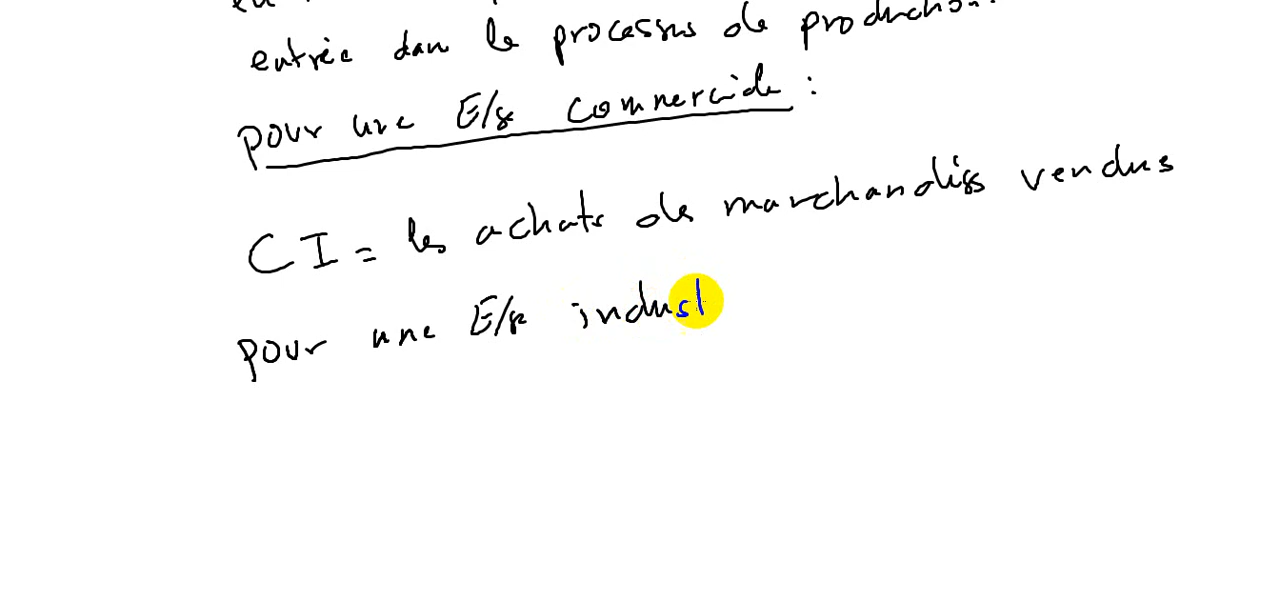 entrée dans le processus de production.
pour une E/se commerciale :
CI = les achats de marchandises vendus
pour une E/se indust